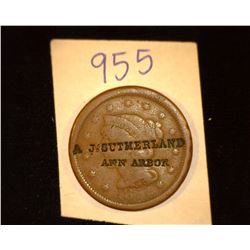 955
A J. SUTHERLAND
ANN ARBOR